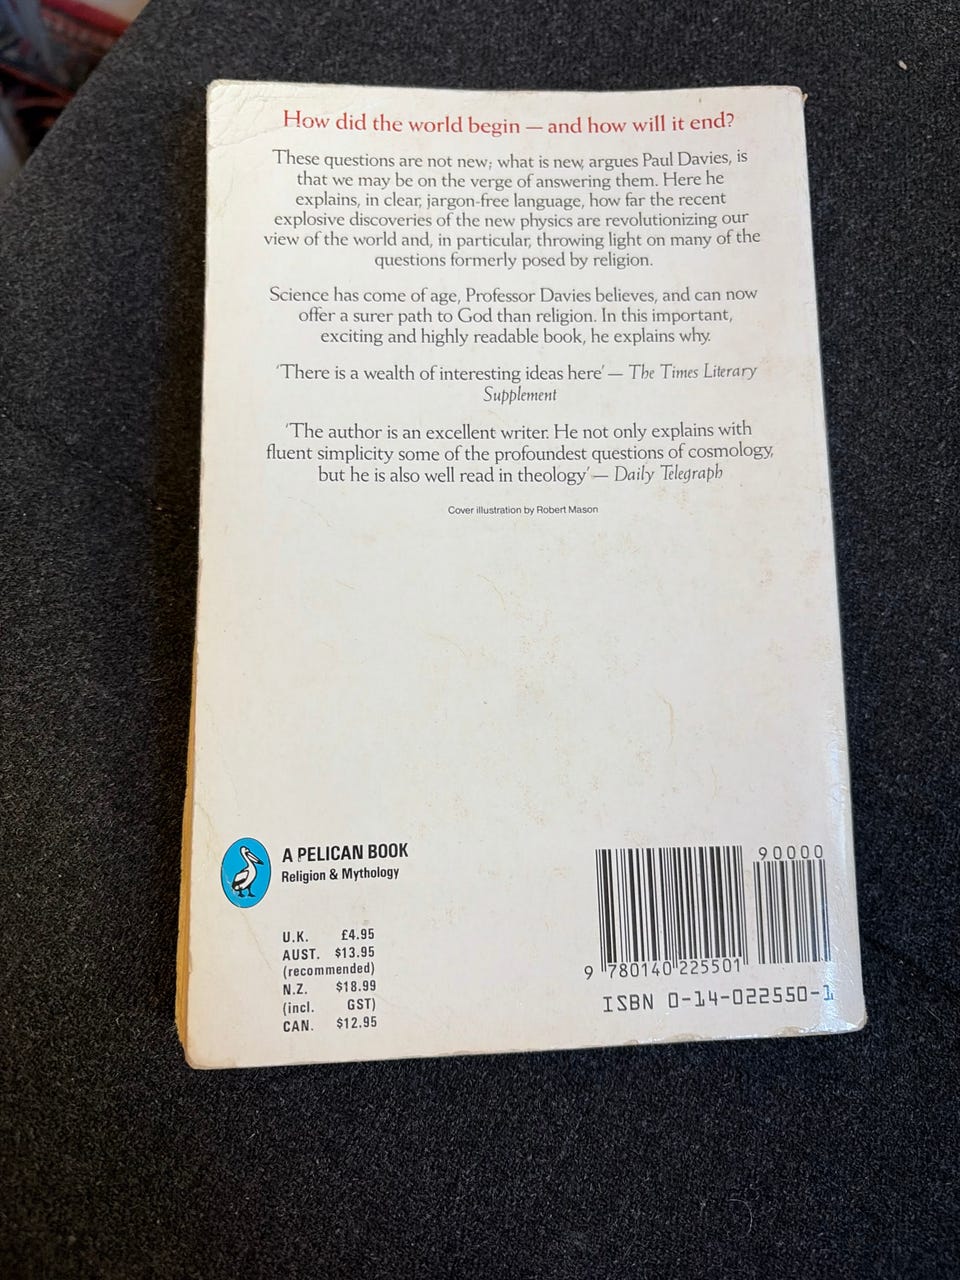 How did the world begin — and how will it end?
These questions are not new; what is new, argues Paul Davies, is
that we may be on the verge of answering them. Here he
explains, in clear, jargon-free language, how far the recent
explosive discoveries of the new physics are revolutionizing our
view of the world and, in particular, throwing light on many of the
questions formerly posed by religion.
Science has come of age, Professor Davies believes, and can now
offer a surer path to God than religion. In this important,
exciting and highly readable book, he explains why.
'There is a wealth of interesting ideas here' — The Times Literary
Supplement
'The author is an excellent writer. He not only explains with
fluent simplicity some of the profoundest questions of cosmology,
but he is also well read in theology' — Daily Telegraph
Cover illustration by Robert Mason
A PELICAN BOOK
Religion & Mythology
U.K. £4.95
AUST. $13.95
(recommended)
N.Z. $18.99
(incl. GST)
CAN. $12.95
90000
9 780140 225501
ISBN 0-14-022550-1